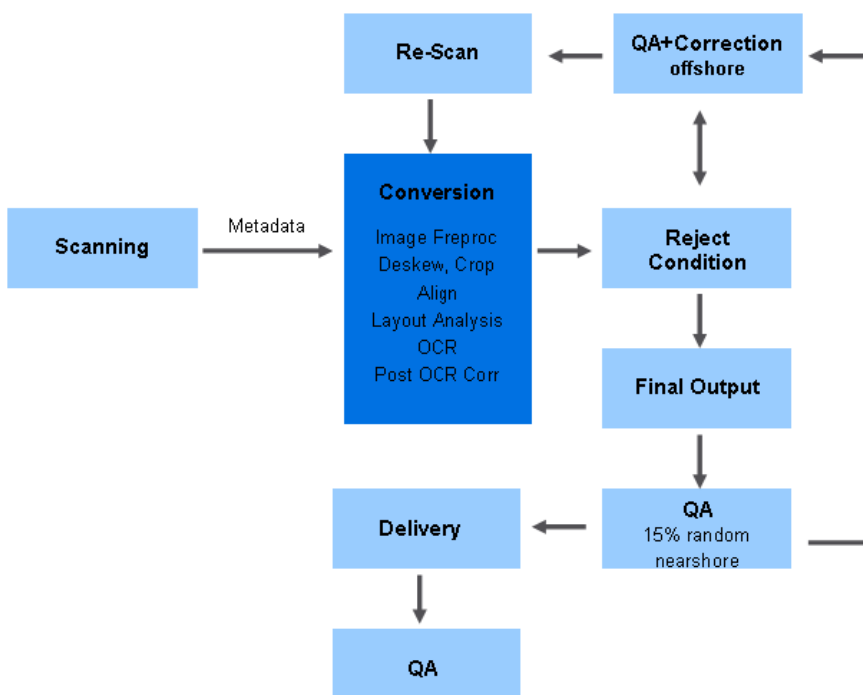 Re-Scan
QA+Correction
offshore
Scanning
Metadata
Conversion
Image Freproc
Deskew, Crop
Align
Layout Analysis
OCR
Post OCR Corr
Reject
Condition
Final Output
Delivery
QA
15% random
nearshore
QA